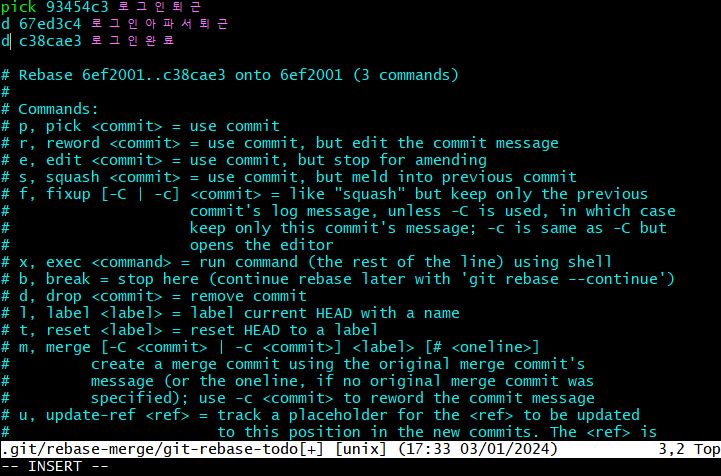 pick 93454c3 로그인퇴근
d 67ed3c4 로그인아파서퇴근
d c38cae3 로그인완료
# Rebase 6ef2001..c38cae3 onto 6ef2001 (3 commands)
#
# Commands:
# p, pick <commit> = use commit
# r, reword <commit> = use commit, but edit the commit message
# e, edit <commit> = use commit, but stop for amending
# s, squash <commit> = use commit, but meld into previous commit
# f, fixup [-C | -c] <commit> = like "squash" but keep only the previous
#                    commit's log message, unless -C is used, in which case
#                    keep only this commit's message; -c is same as -C but
#                    opens the editor
# x, exec <command> = run command (the rest of the line) using shell
# b, break = stop here (continue rebase later with 'git rebase --continue')
# d, drop <commit> = remove commit
# l, label <label> = label current HEAD with a name
# t, reset <label> = reset HEAD to a label
# m, merge [-C <commit> | -c <commit>] <label> [# <oneline>]
#         create a merge commit using the original merge commit's
#         message (or the oneline, if no original merge commit was
#         specified); use -c <commit> to reword the commit message
# u, update-ref <ref> = track a placeholder for the <ref> to be updated
#                       to this position in the new commits. The <ref> is
.git/rebase-merge/git-rebase-todo[+] [unix] (17:33 03/01/2024) 3,2 Top
-- INSERT --